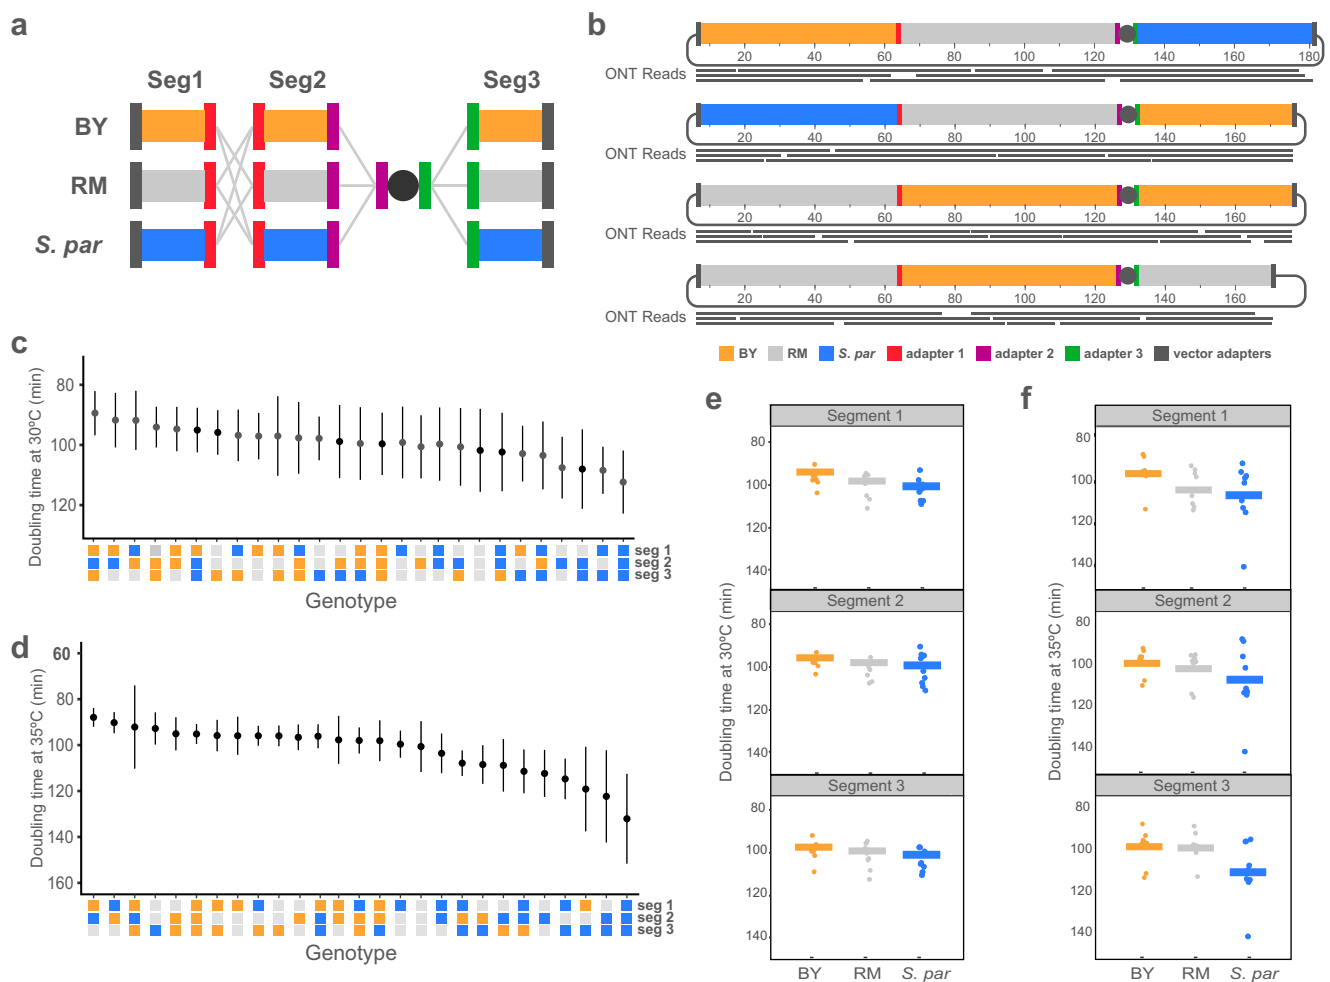 a
Seg1 Seg2 Seg3
BY
RM
S. par
b
20 40 60 80 100 120 140 160 180
ONT Reads
20 40 60 80 100 120 140 160
ONT Reads
20 40 60 80 100 120 140 160
ONT Reads
20 40 60 80 100 120 140 160
ONT Reads
BY RM S. par adapter 1 adapter 2 adapter 3 vector adapters
c
Doubling time at 30ºC (min)
80
100
120
seg 1
seg 2
seg 3
Genotype
d
Doubling time at 35ºC (min)
60
80
100
120
140
160
seg 1
seg 2
seg 3
Genotype
e
Doubling time at 30ºC (min)
Segment 1
80
100
120
140
Segment 2
80
100
120
140
Segment 3
80
100
120
140
BY RM S. par
f
Doubling time at 35ºC (min)
Segment 1
80
100
120
140
Segment 2
80
100
120
140
Segment 3
80
100
120
140
BY RM S. par